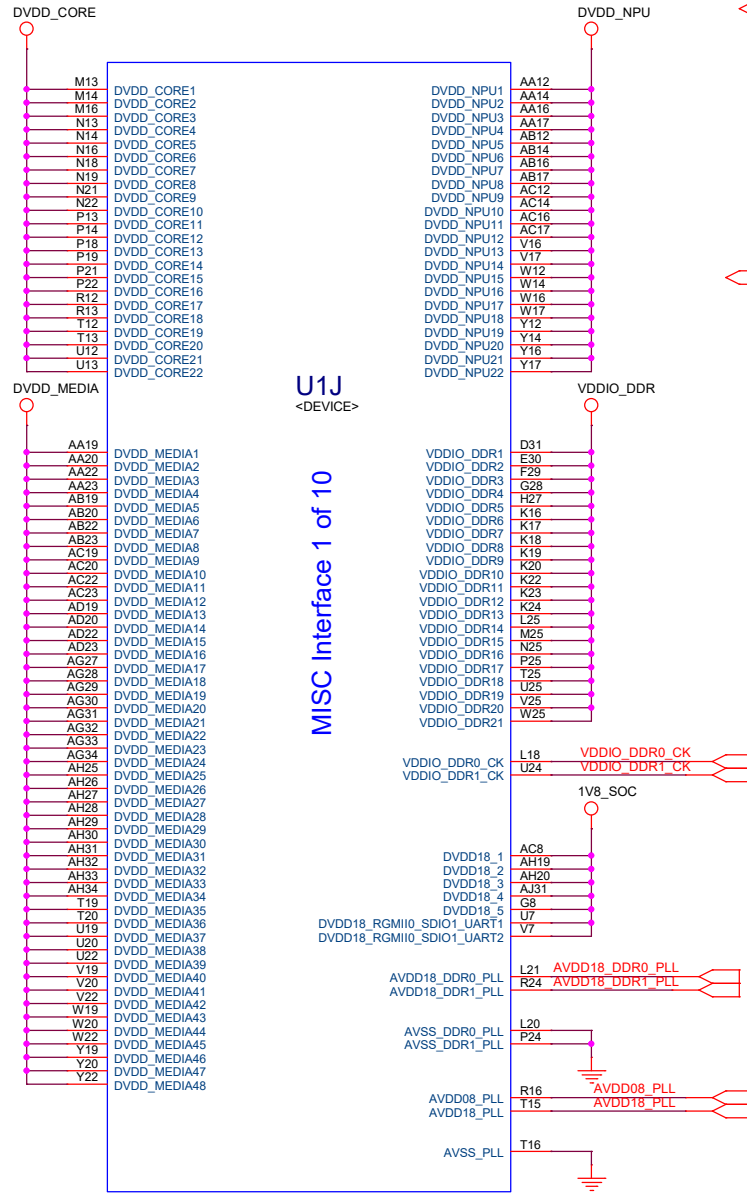 DVDD_CORE
M13 DVDD_CORE1
M14 DVDD_CORE2
M16 DVDD_CORE3
N13 DVDD_CORE4
N14 DVDD_CORE5
N16 DVDD_CORE6
N18 DVDD_CORE7
N19 DVDD_CORE8
N21 DVDD_CORE9
N22 DVDD_CORE10
P13 DVDD_CORE11
P14 DVDD_CORE12
P18 DVDD_CORE13
P19 DVDD_CORE14
P21 DVDD_CORE15
P22 DVDD_CORE16
R12 DVDD_CORE17
R13 DVDD_CORE18
T12 DVDD_CORE19
T13 DVDD_CORE20
U12 DVDD_CORE21
U13 DVDD_CORE22
DVDD_MEDIA
AA19 DVDD_MEDIA1
AA20 DVDD_MEDIA2
AA22 DVDD_MEDIA3
AA23 DVDD_MEDIA4
AB19 DVDD_MEDIA5
AB20 DVDD_MEDIA6
AB22 DVDD_MEDIA7
AB23 DVDD_MEDIA8
AC19 DVDD_MEDIA9
AC20 DVDD_MEDIA10
AC22 DVDD_MEDIA11
AC23 DVDD_MEDIA12
AD19 DVDD_MEDIA13
AD20 DVDD_MEDIA14
AD22 DVDD_MEDIA15
AD23 DVDD_MEDIA16
AG27 DVDD_MEDIA17
AG28 DVDD_MEDIA18
AG29 DVDD_MEDIA19
AG30 DVDD_MEDIA20
AG31 DVDD_MEDIA21
AG32 DVDD_MEDIA22
AG33 DVDD_MEDIA23
AG34 DVDD_MEDIA24
AH25 DVDD_MEDIA25
AH26 DVDD_MEDIA26
AH27 DVDD_MEDIA27
AH28 DVDD_MEDIA28
AH29 DVDD_MEDIA29
AH30 DVDD_MEDIA30
AH31 DVDD_MEDIA31
AH32 DVDD_MEDIA32
AH33 DVDD_MEDIA33
AH34 DVDD_MEDIA34
T19 DVDD_MEDIA35
T20 DVDD_MEDIA36
U19 DVDD_MEDIA37
U20 DVDD_MEDIA38
U22 DVDD_MEDIA39
V19 DVDD_MEDIA40
V20 DVDD_MEDIA41
V22 DVDD_MEDIA42
W19 DVDD_MEDIA43
W20 DVDD_MEDIA44
W22 DVDD_MEDIA45
Y19 DVDD_MEDIA46
Y20 DVDD_MEDIA47
Y22 DVDD_MEDIA48
U1J
<DEVICE>
MISC Interface 1 of 10
DVDD_NPU
DVDD_NPU1 AA12
DVDD_NPU2 AA14
DVDD_NPU3 AA16
DVDD_NPU4 AA17
DVDD_NPU5 AB12
DVDD_NPU6 AB14
DVDD_NPU7 AB16
DVDD_NPU8 AB17
DVDD_NPU9 AC12
DVDD_NPU10 AC14
DVDD_NPU11 AC16
DVDD_NPU12 AC17
DVDD_NPU13 V16
DVDD_NPU14 V17
DVDD_NPU15 W12
DVDD_NPU16 W14
DVDD_NPU17 W16
DVDD_NPU18 W17
DVDD_NPU19 Y12
DVDD_NPU20 Y14
DVDD_NPU21 Y16
DVDD_NPU22 Y17
VDDIO_DDR
VDDIO_DDR1 D31
VDDIO_DDR2 E30
VDDIO_DDR3 F29
VDDIO_DDR4 G28
VDDIO_DDR5 H27
VDDIO_DDR6 K16
VDDIO_DDR7 K17
VDDIO_DDR8 K18
VDDIO_DDR9 K19
VDDIO_DDR10 K20
VDDIO_DDR11 K22
VDDIO_DDR12 K23
VDDIO_DDR13 K24
VDDIO_DDR14 L25
VDDIO_DDR15 M25
VDDIO_DDR16 N25
VDDIO_DDR17 P25
VDDIO_DDR18 T25
VDDIO_DDR19 U25
VDDIO_DDR20 V25
VDDIO_DDR21 W25
VDDIO_DDR0_CK L18 VDDIO_DDR0_CK
VDDIO_DDR1_CK U24 VDDIO_DDR1_CK
1V8_SOC
DVDD18_1 AC8
DVDD18_2 AH19
DVDD18_3 AH20
DVDD18_4 AJ31
DVDD18_5 G8
DVDD18_RGMII0_SDIO1_UART1 U7
DVDD18_RGMII0_SDIO1_UART2 V7
AVDD18_DDR0_PLL L21 AVDD18_DDR0_PLL
AVDD18_DDR1_PLL R24 AVDD18_DDR1_PLL
AVSS_DDR0_PLL L20
AVSS_DDR1_PLL P24
AVDD08_PLL R16 AVDD08_PLL
AVDD18_PLL T15 AVDD18_PLL
AVSS_PLL T16